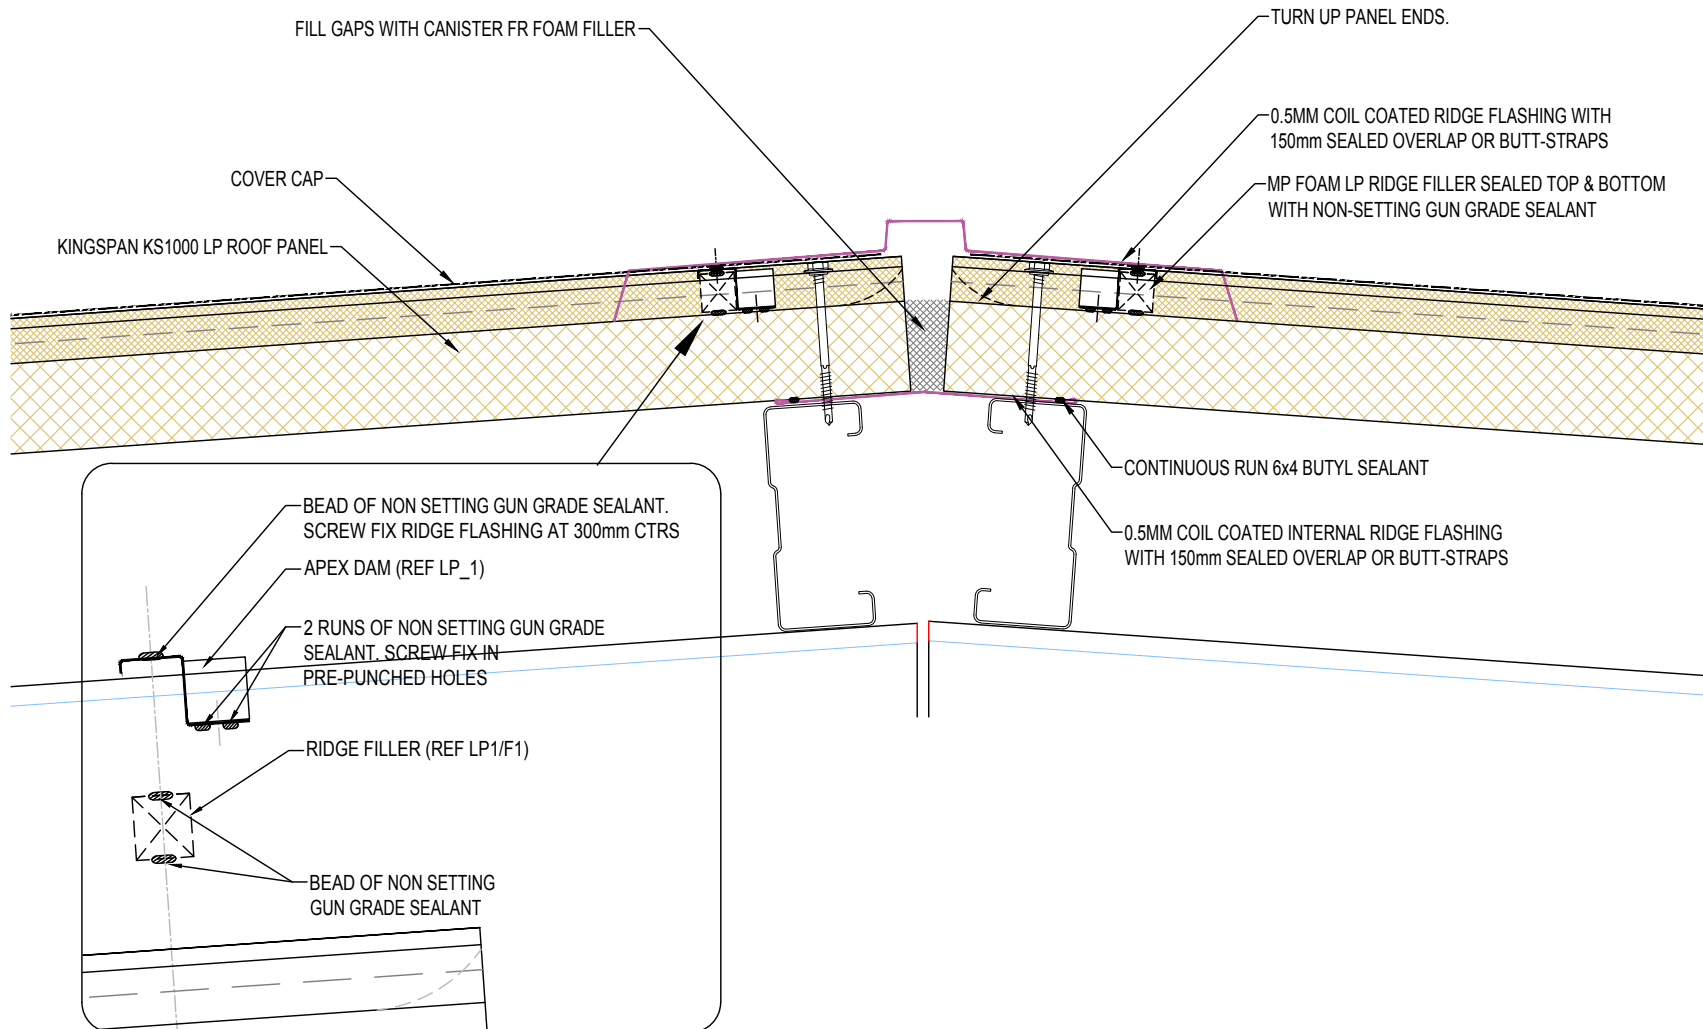 FILL GAPS WITH CANISTER FR FOAM FILLER
TURN UP PANEL ENDS.
0.5MM COIL COATED RIDGE FLASHING WITH
150mm SEALED OVERLAP OR BUTT-STRAPS
COVER CAP
MP FOAM LP RIDGE FILLER SEALED TOP & BOTTOM
WITH NON-SETTING GUN GRADE SEALANT
KINGSPAN KS1000 LP ROOF PANEL
CONTINUOUS RUN 6x4 BUTYL SEALANT
0.5MM COIL COATED INTERNAL RIDGE FLASHING
WITH 150mm SEALED OVERLAP OR BUTT-STRAPS
BEAD OF NON SETTING GUN GRADE SEALANT.
SCREW FIX RIDGE FLASHING AT 300mm CTRS
APEX DAM (REF LP_1)
2 RUNS OF NON SETTING GUN GRADE
SEALANT. SCREW FIX IN
PRE-PUNCHED HOLES
RIDGE FILLER (REF LP1/F1)
BEAD OF NON SETTING
GUN GRADE SEALANT